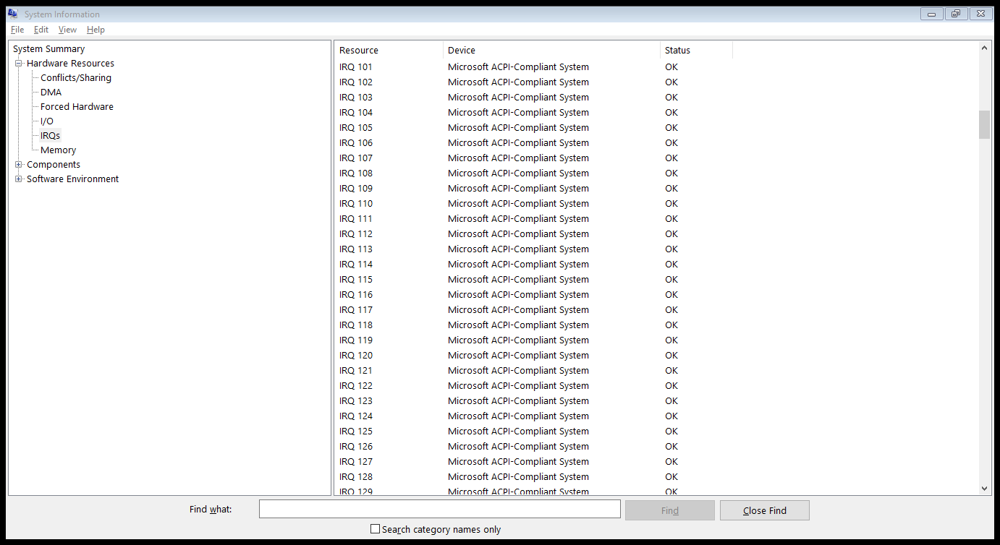 System Information
File Edit View Help
System Summary
Hardware Resources
Conflicts/Sharing
DMA
Forced Hardware
I/O
IRQs
Memory
Components
Software Environment
Resource Device Status
IRQ 101 Microsoft ACPI-Compliant System OK
IRQ 102 Microsoft ACPI-Compliant System OK
IRQ 103 Microsoft ACPI-Compliant System OK
IRQ 104 Microsoft ACPI-Compliant System OK
IRQ 105 Microsoft ACPI-Compliant System OK
IRQ 106 Microsoft ACPI-Compliant System OK
IRQ 107 Microsoft ACPI-Compliant System OK
IRQ 108 Microsoft ACPI-Compliant System OK
IRQ 109 Microsoft ACPI-Compliant System OK
IRQ 110 Microsoft ACPI-Compliant System OK
IRQ 111 Microsoft ACPI-Compliant System OK
IRQ 112 Microsoft ACPI-Compliant System OK
IRQ 113 Microsoft ACPI-Compliant System OK
IRQ 114 Microsoft ACPI-Compliant System OK
IRQ 115 Microsoft ACPI-Compliant System OK
IRQ 116 Microsoft ACPI-Compliant System OK
IRQ 117 Microsoft ACPI-Compliant System OK
IRQ 118 Microsoft ACPI-Compliant System OK
IRQ 119 Microsoft ACPI-Compliant System OK
IRQ 120 Microsoft ACPI-Compliant System OK
IRQ 121 Microsoft ACPI-Compliant System OK
IRQ 122 Microsoft ACPI-Compliant System OK
IRQ 123 Microsoft ACPI-Compliant System OK
IRQ 124 Microsoft ACPI-Compliant System OK
IRQ 125 Microsoft ACPI-Compliant System OK
IRQ 126 Microsoft ACPI-Compliant System OK
IRQ 127 Microsoft ACPI-Compliant System OK
IRQ 128 Microsoft ACPI-Compliant System OK
IRQ 129 Microsoft ACPI-Compliant System OK
Find what: Find Close Find
Search category names only